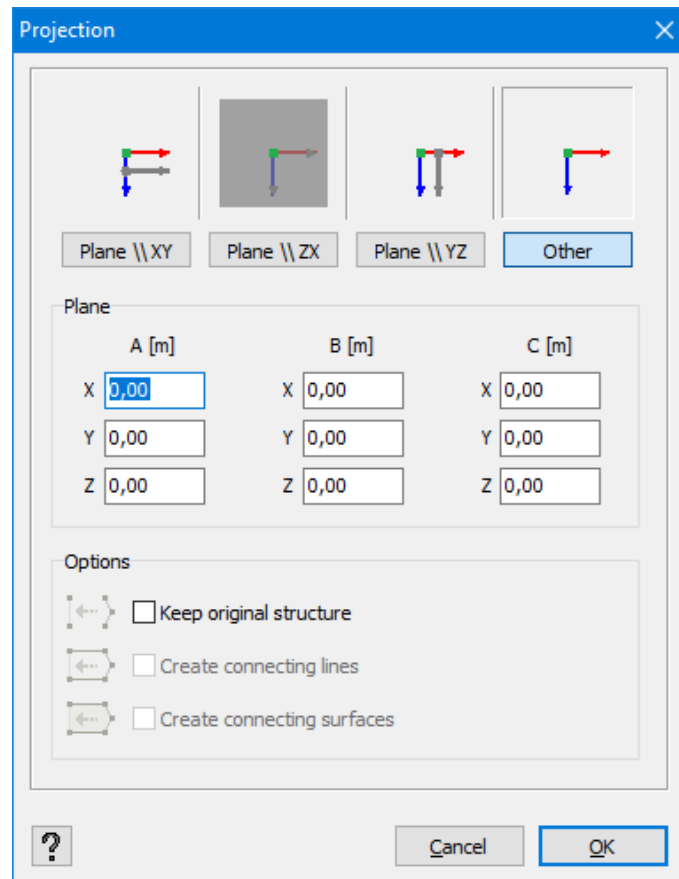 Projection
Plane \\ XY Plane \\ ZX Plane \\ YZ Other
Plane
A [m] B [m] C [m]
X 0,00 X 0,00 X 0,00
Y 0,00 Y 0,00 Y 0,00
Z 0,00 Z 0,00 Z 0,00
Options
Keep original structure
Create connecting lines
Create connecting surfaces
? Cancel OK